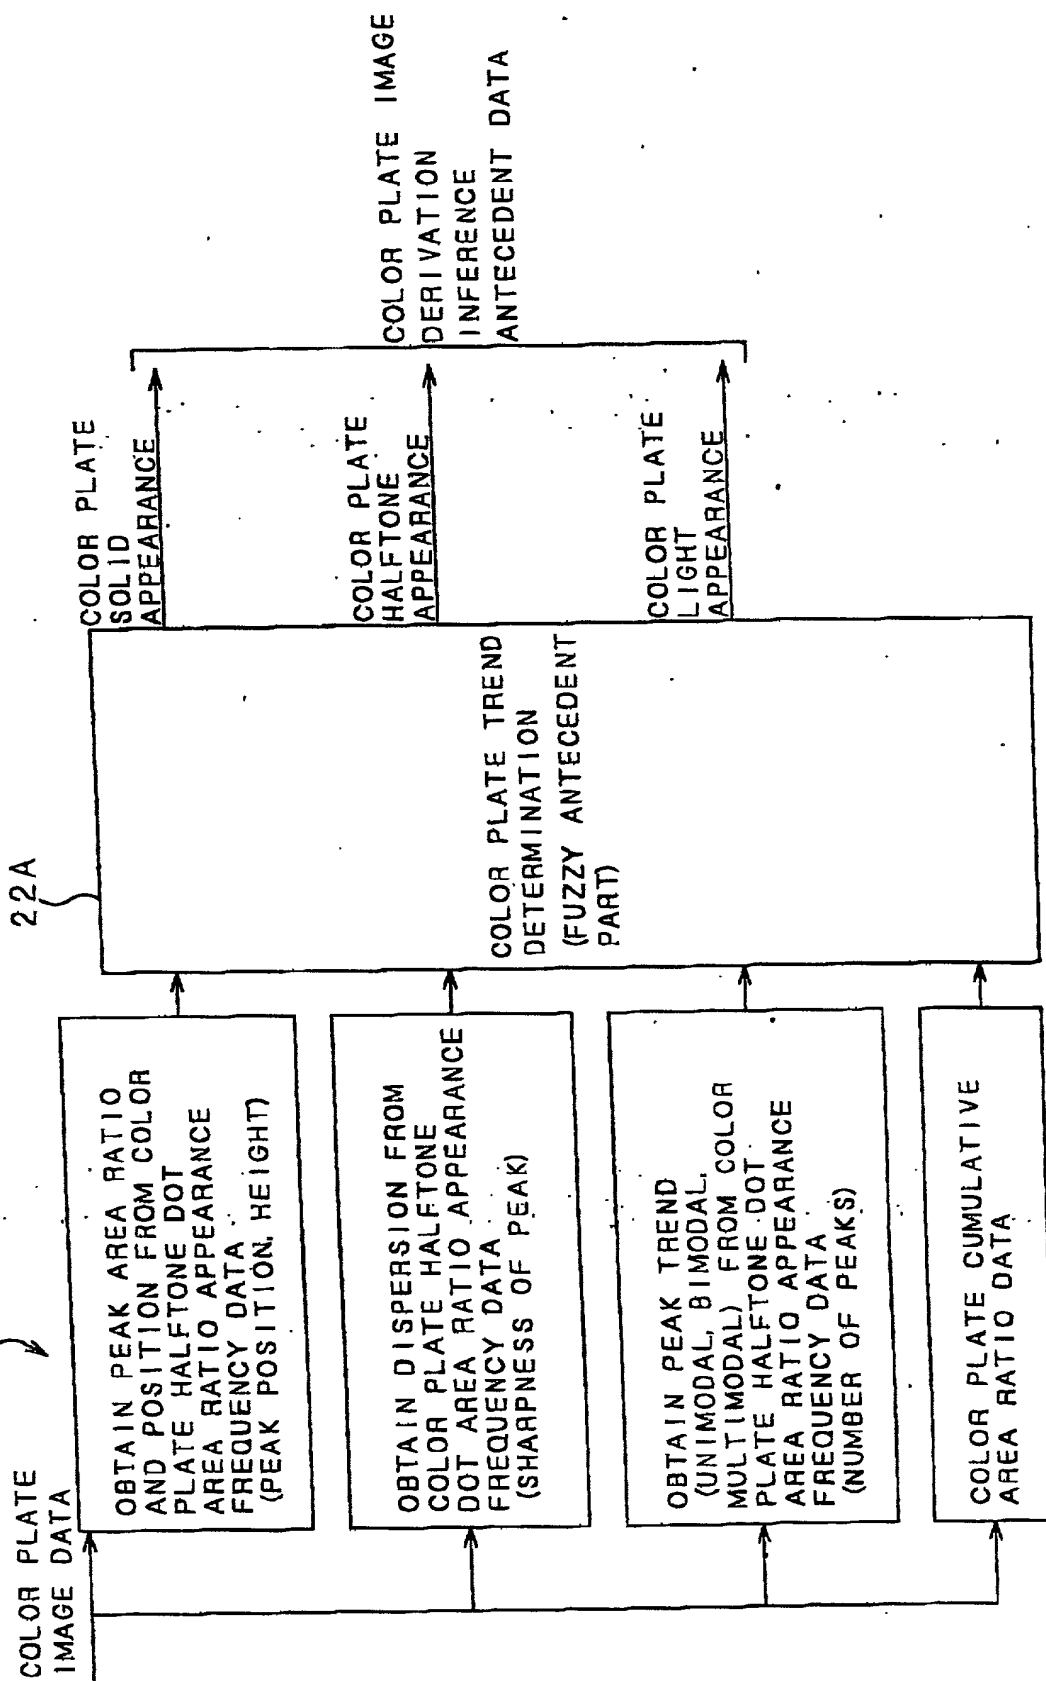 COLOR PLATE
IMAGE DATA
OBTAIN PEAK AREA RATIO
AND POSITION FROM COLOR
PLATE HALFTONE DOT
AREA RATIO APPEARANCE
FREQUENCY DATA
(PEAK POSITION, HEIGHT)
OBTAIN DISPERSION FROM
COLOR PLATE HALFTONE
DOT AREA RATIO APPEARANCE
FREQUENCY DATA
(SHARPNESS OF PEAK)
OBTAIN PEAK TREND
(UNIMODAL, BIMODAL,
MULTIMODAL) FROM COLOR
PLATE HALFTONE DOT
AREA RATIO APPEARANCE
FREQUENCY DATA
(NUMBER OF PEAKS)
COLOR PLATE CUMULATIVE
AREA RATIO DATA
22A
COLOR PLATE TREND
DETERMINATION
(FUZZY ANTECEDENT
PART)
COLOR PLATE
SOLID
APPEARANCE
COLOR PLATE
HALFTONE
APPEARANCE
COLOR PLATE
LIGHT
APPEARANCE
COLOR PLATE IMAGE
DERIVATION
INFERENCE
ANTECEDENT DATA